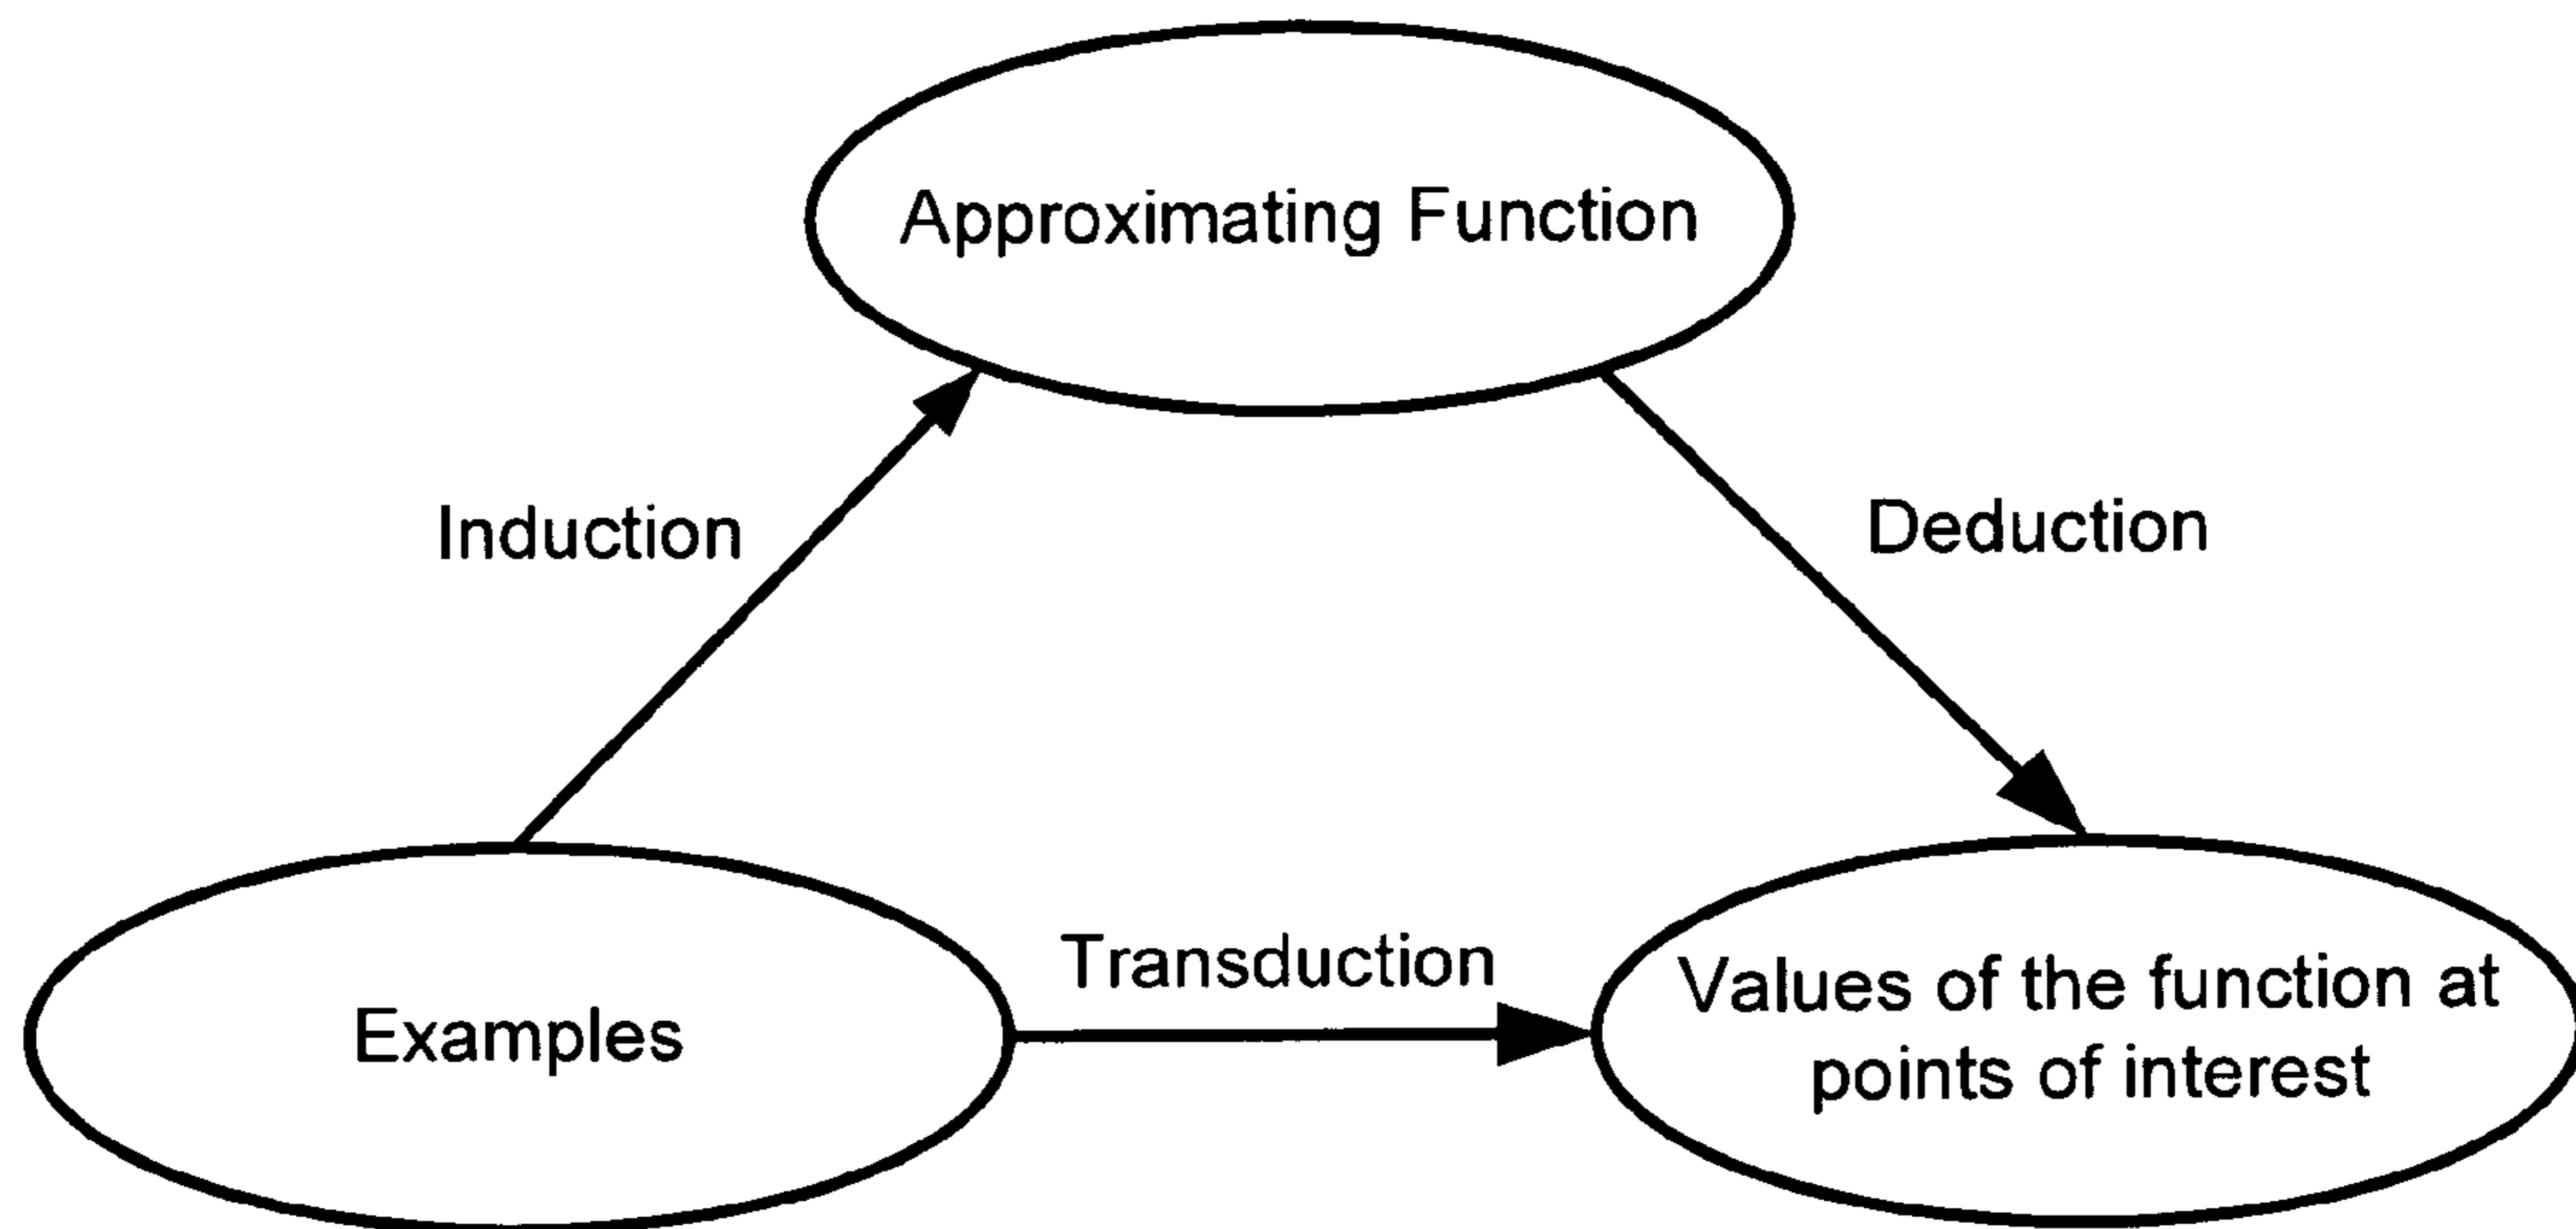 Approximating Function
Induction
Deduction
Transduction
Examples
Values of the function at
points of interest